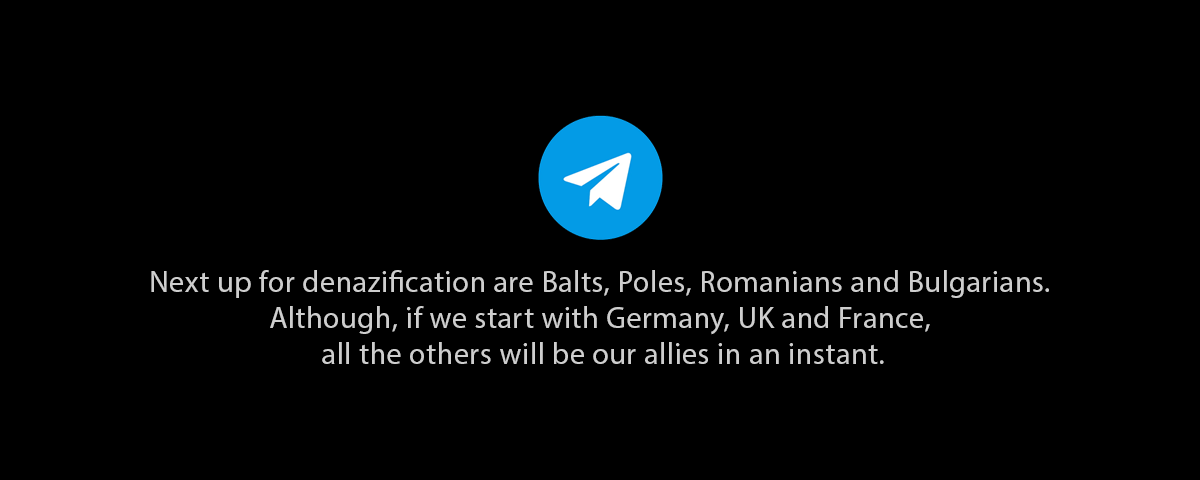 Next up for denazification are Balts, Poles, Romanians and Bulgarians.
Although, if we start with Germany, UK and France,
all the others will be our allies in an instant.